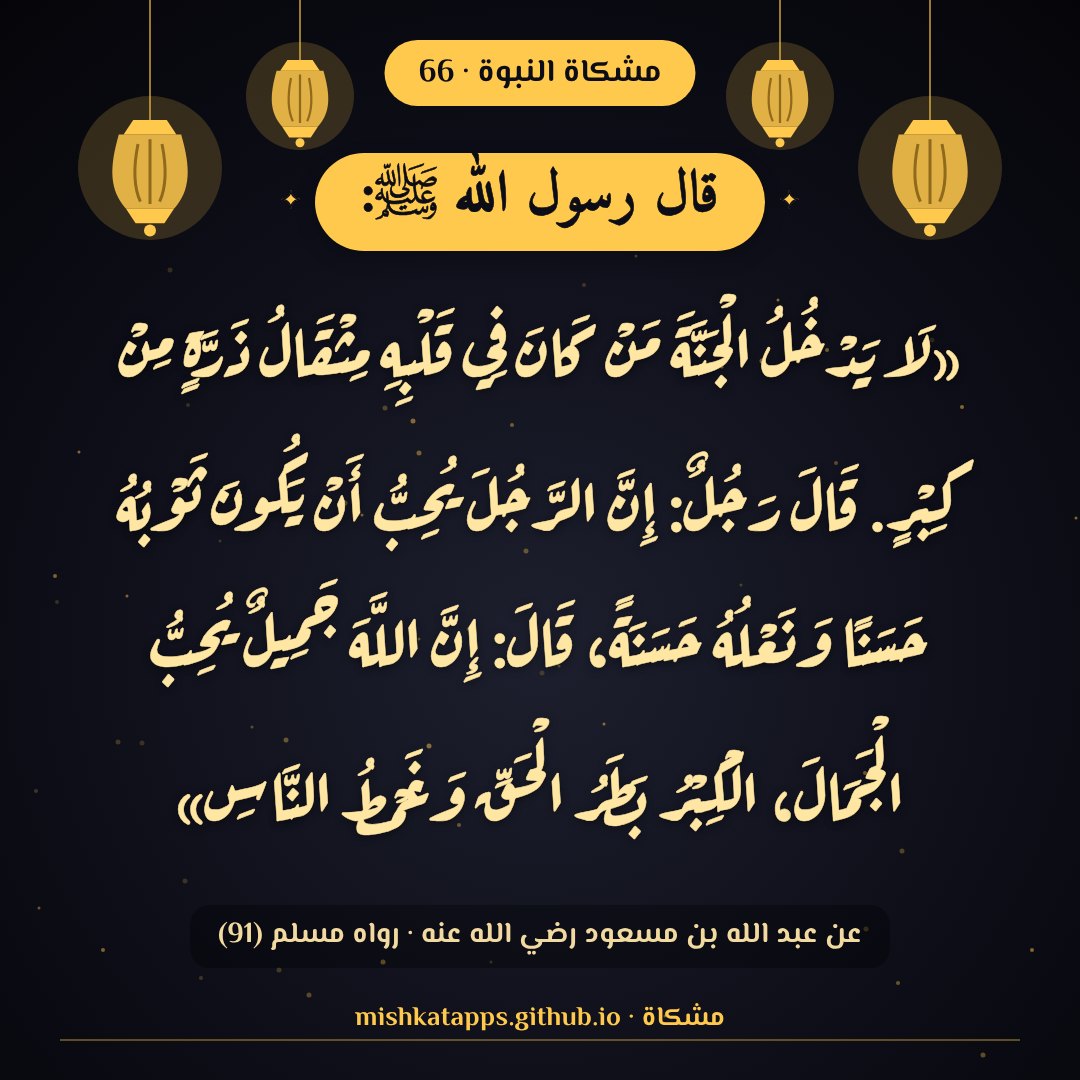 مشكاة النبوة · 66
قال رسول الله ﷺ:
«لَا يَدْخُلُ الْجَنَّةَ مَنْ كَانَ فِي قَلْبِهِ مِثْقَالُ ذَرَّةٍ مِنْ
كِبْرٍ. قَالَ رَجُلٌ: إِنَّ الرَّجُلَ يُحِبُّ أَنْ يَكُونَ ثَوْبُهُ
حَسَنًا وَنَعْلُهُ حَسَنَةً، قَالَ: إِنَّ اللَّهَ جَمِيلٌ يُحِبُّ
الْجَمَالَ، الْكِبْرُ بَطَرُ الْحَقِّ وَغَمْطُ النَّاسِ»
عن عبد الله بن مسعود رضي الله عنه · رواه مسلم (91)
مشكاة · mishkatapps.github.io